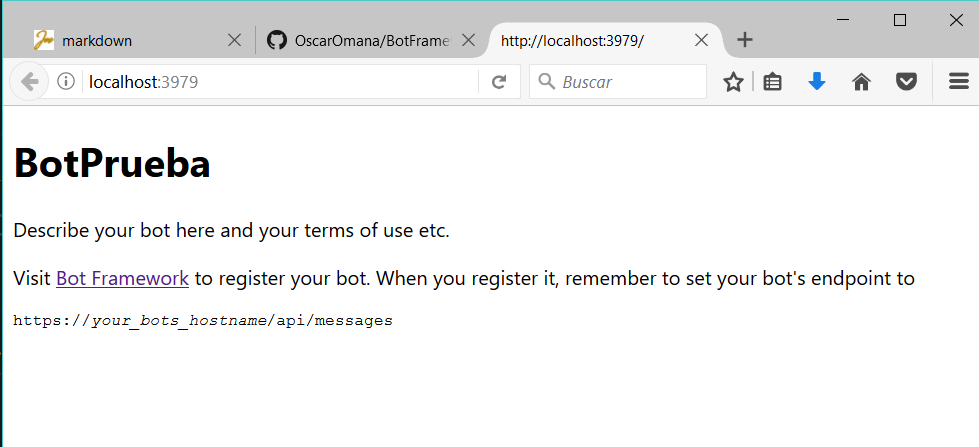 markdown
OscarOmana/BotFrame
http://localhost:3979/
localhost:3979
Buscar
BotPrueba
Describe your bot here and your terms of use etc.
Visit Bot Framework to register your bot. When you register it, remember to set your bot's endpoint to
https://your_bots_hostname/api/messages